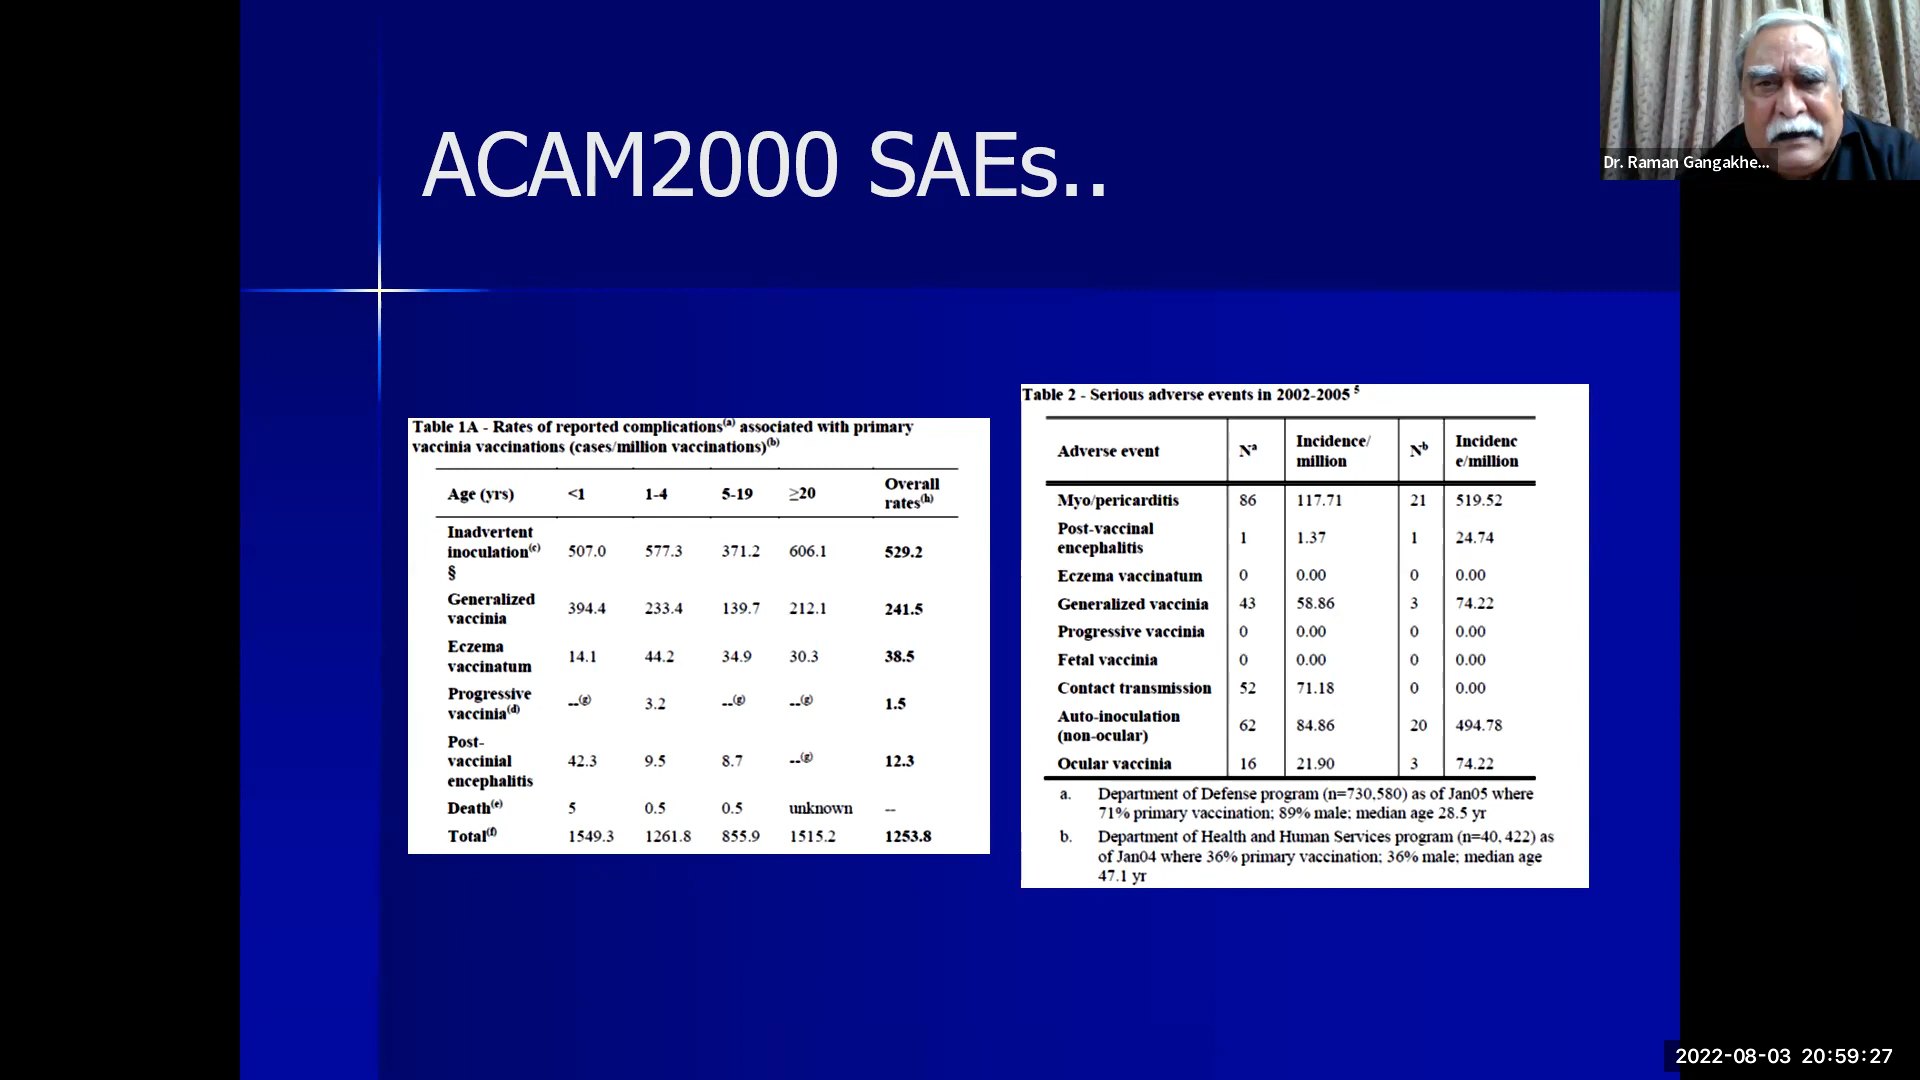 ACAM2000 SAEs..
Dr. Raman Gangakhe...
Table 1A - Rates of reported complications(a) associated with primary
vaccinia vaccinations (cases/million vaccinations)(b)
Age (yrs) <1 1-4 5-19 ≥20 Overall rates(h)
Inadvertent inoculation(c) § 507.0 577.3 371.2 606.1 529.2
Generalized vaccinia 394.4 233.4 139.7 212.1 241.5
Eczema vaccinatum 14.1 44.2 34.9 30.3 38.5
Progressive vaccinia(d) --(g) 3.2 --(g) --(g) 1.5
Post-vaccinial encephalitis 42.3 9.5 8.7 --(g) 12.3
Death(e) 5 0.5 0.5 unknown --
Total(f) 1549.3 1261.8 855.9 1515.2 1253.8
Table 2 - Serious adverse events in 2002-2005 5
Adverse event Na Incidence/million Nb Incidence/million
Myo/pericarditis 86 117.71 21 519.52
Post-vaccinal encephalitis 1 1.37 1 24.74
Eczema vaccinatum 0 0.00 0 0.00
Generalized vaccinia 43 58.86 3 74.22
Progressive vaccinia 0 0.00 0 0.00
Fetal vaccinia 0 0.00 0 0.00
Contact transmission 52 71.18 0 0.00
Auto-inoculation (non-ocular) 62 84.86 20 494.78
Ocular vaccinia 16 21.90 3 74.22
a. Department of Defense program (n=730,580) as of Jan05 where
71% primary vaccination; 89% male; median age 28.5 yr
b. Department of Health and Human Services program (n=40, 422) as
of Jan04 where 36% primary vaccination; 36% male; median age
47.1 yr
2022-08-03 20:59:27